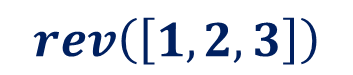 rev([1, 2, 3])